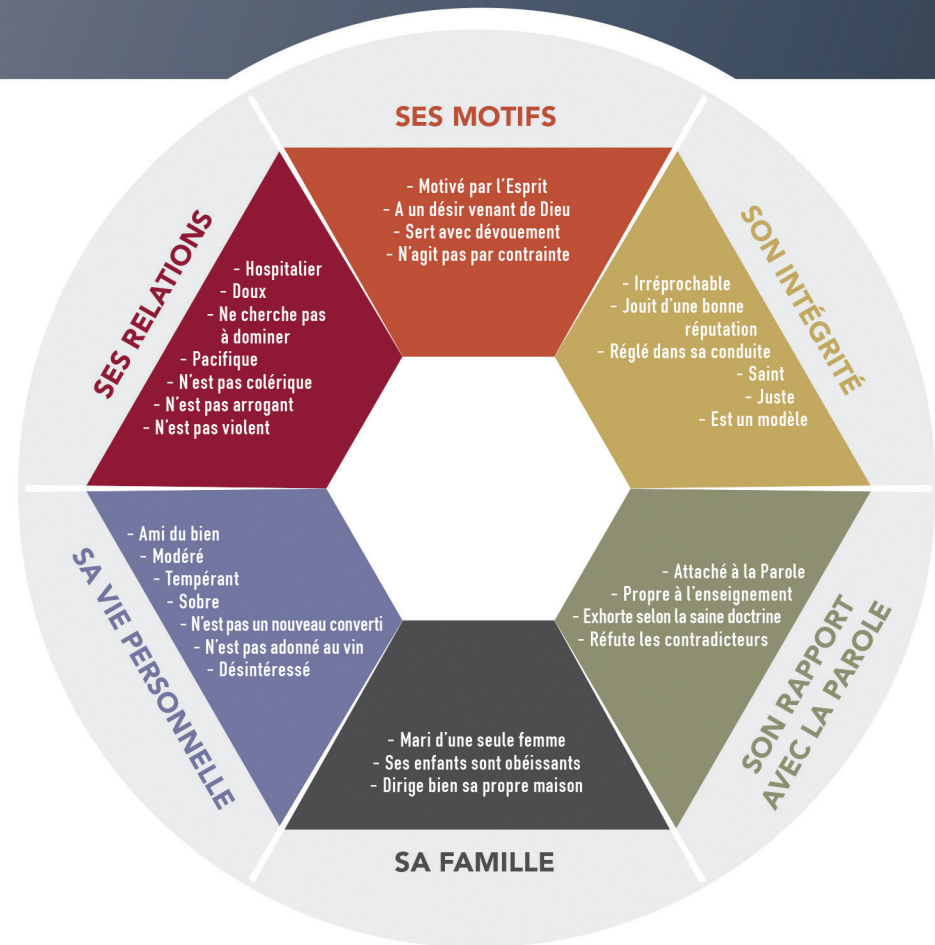 SES MOTIFS
- Motivé par l'Esprit
- A un désir venant de Dieu
- Sert avec dévouement
- N'agit pas par contrainte
SON INTÉGRITÉ
- Irréprochable
- Jouit d'une bonne
réputation
- Réglé dans sa conduite
- Saint
- Juste
- Est un modèle
SON RAPPORT
AVEC LA PAROLE
- Attaché à la Parole
- Propre à l'enseignement
- Exhorte selon la saine doctrine
- Réfute les contradicteurs
SA FAMILLE
- Mari d'une seule femme
- Ses enfants sont obéissants
- Dirige bien sa propre maison
SA VIE PERSONNELLE
- Ami du bien
- Modéré
- Tempérant
- Sobre
- N'est pas un nouveau converti
- N'est pas adonné au vin
- Désintéressé
SES RELATIONS
- Hospitalier
- Doux
- Ne cherche pas
à dominer
- Pacifique
- N'est pas colérique
- N'est pas arrogant
- N'est pas violent